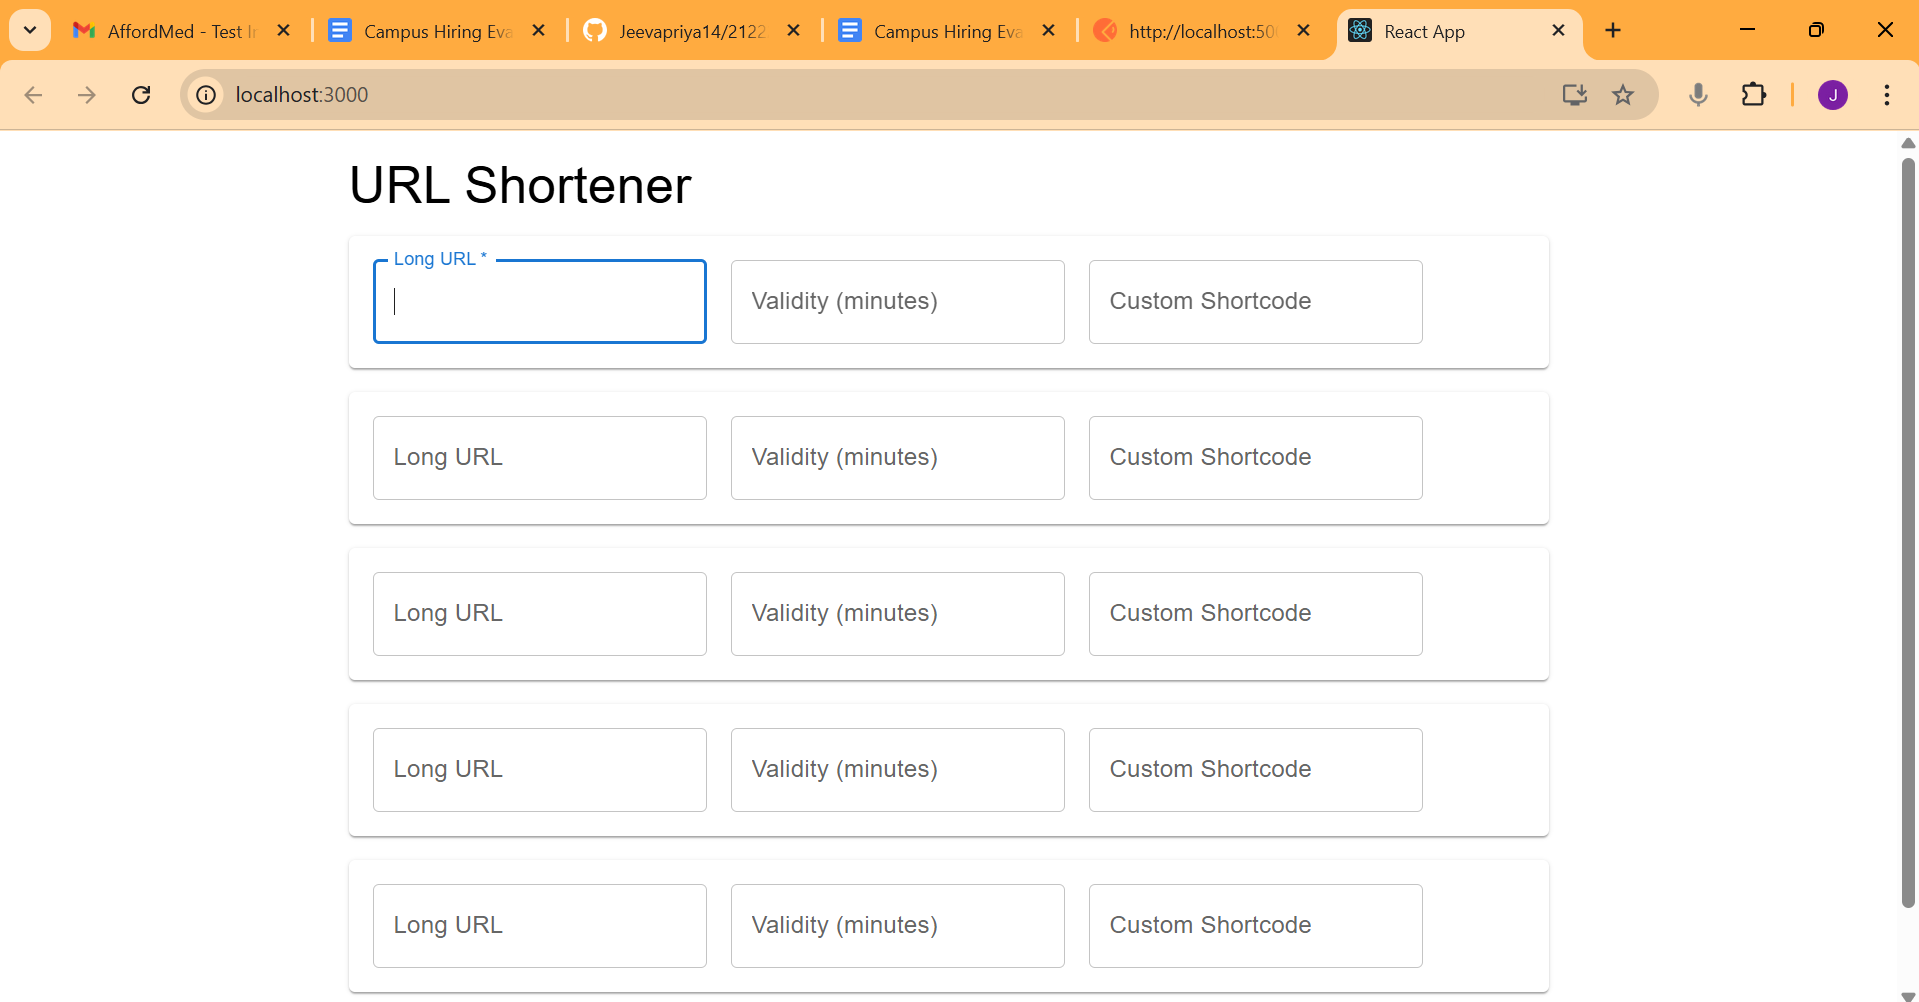 AffordMed - Test In
Campus Hiring Eva
Jeevapriya14/2122
Campus Hiring Eva
http://localhost:500
React App
localhost:3000
J
URL Shortener
Long URL *
Validity (minutes)
Custom Shortcode
Long URL
Validity (minutes)
Custom Shortcode
Long URL
Validity (minutes)
Custom Shortcode
Long URL
Validity (minutes)
Custom Shortcode
Long URL
Validity (minutes)
Custom Shortcode